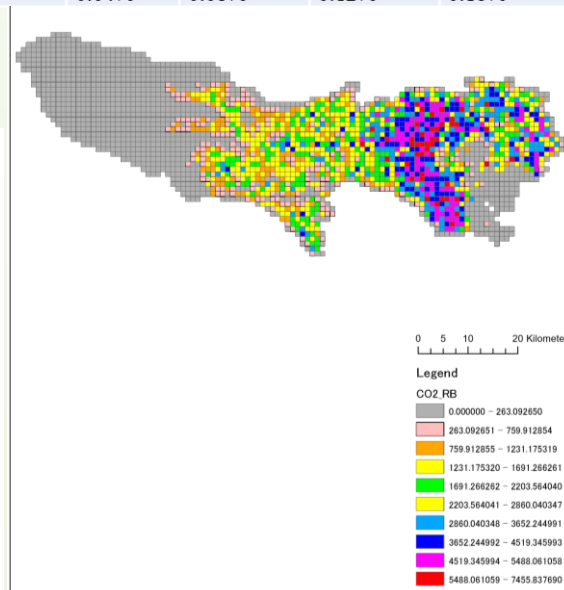 0 5 10 20 Kilomete
Legend
CO2_RB
0.000000 - 263.092650
263.092651 - 759.912854
759.912855 - 1231.175319
1231.175320 - 1691.266261
1691.266262 - 2203.564040
2203.564041 - 2860.040347
2860.040348 - 3652.244991
3652.244992 - 4519.345993
4519.345994 - 5488.061058
5488.061059 - 7455.837690